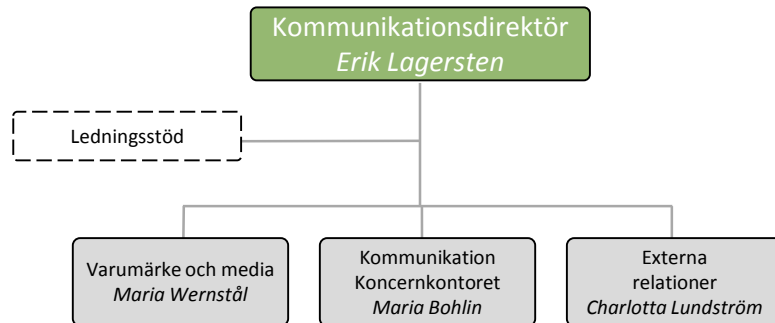 Kommunikationsdirektör
Erik Lagersten
Ledningsstöd
Varumärke och media
Maria Wernstål
Kommunikation
Koncernkontoret
Maria Bohlin
Externa
relationer
Charlotta Lundström